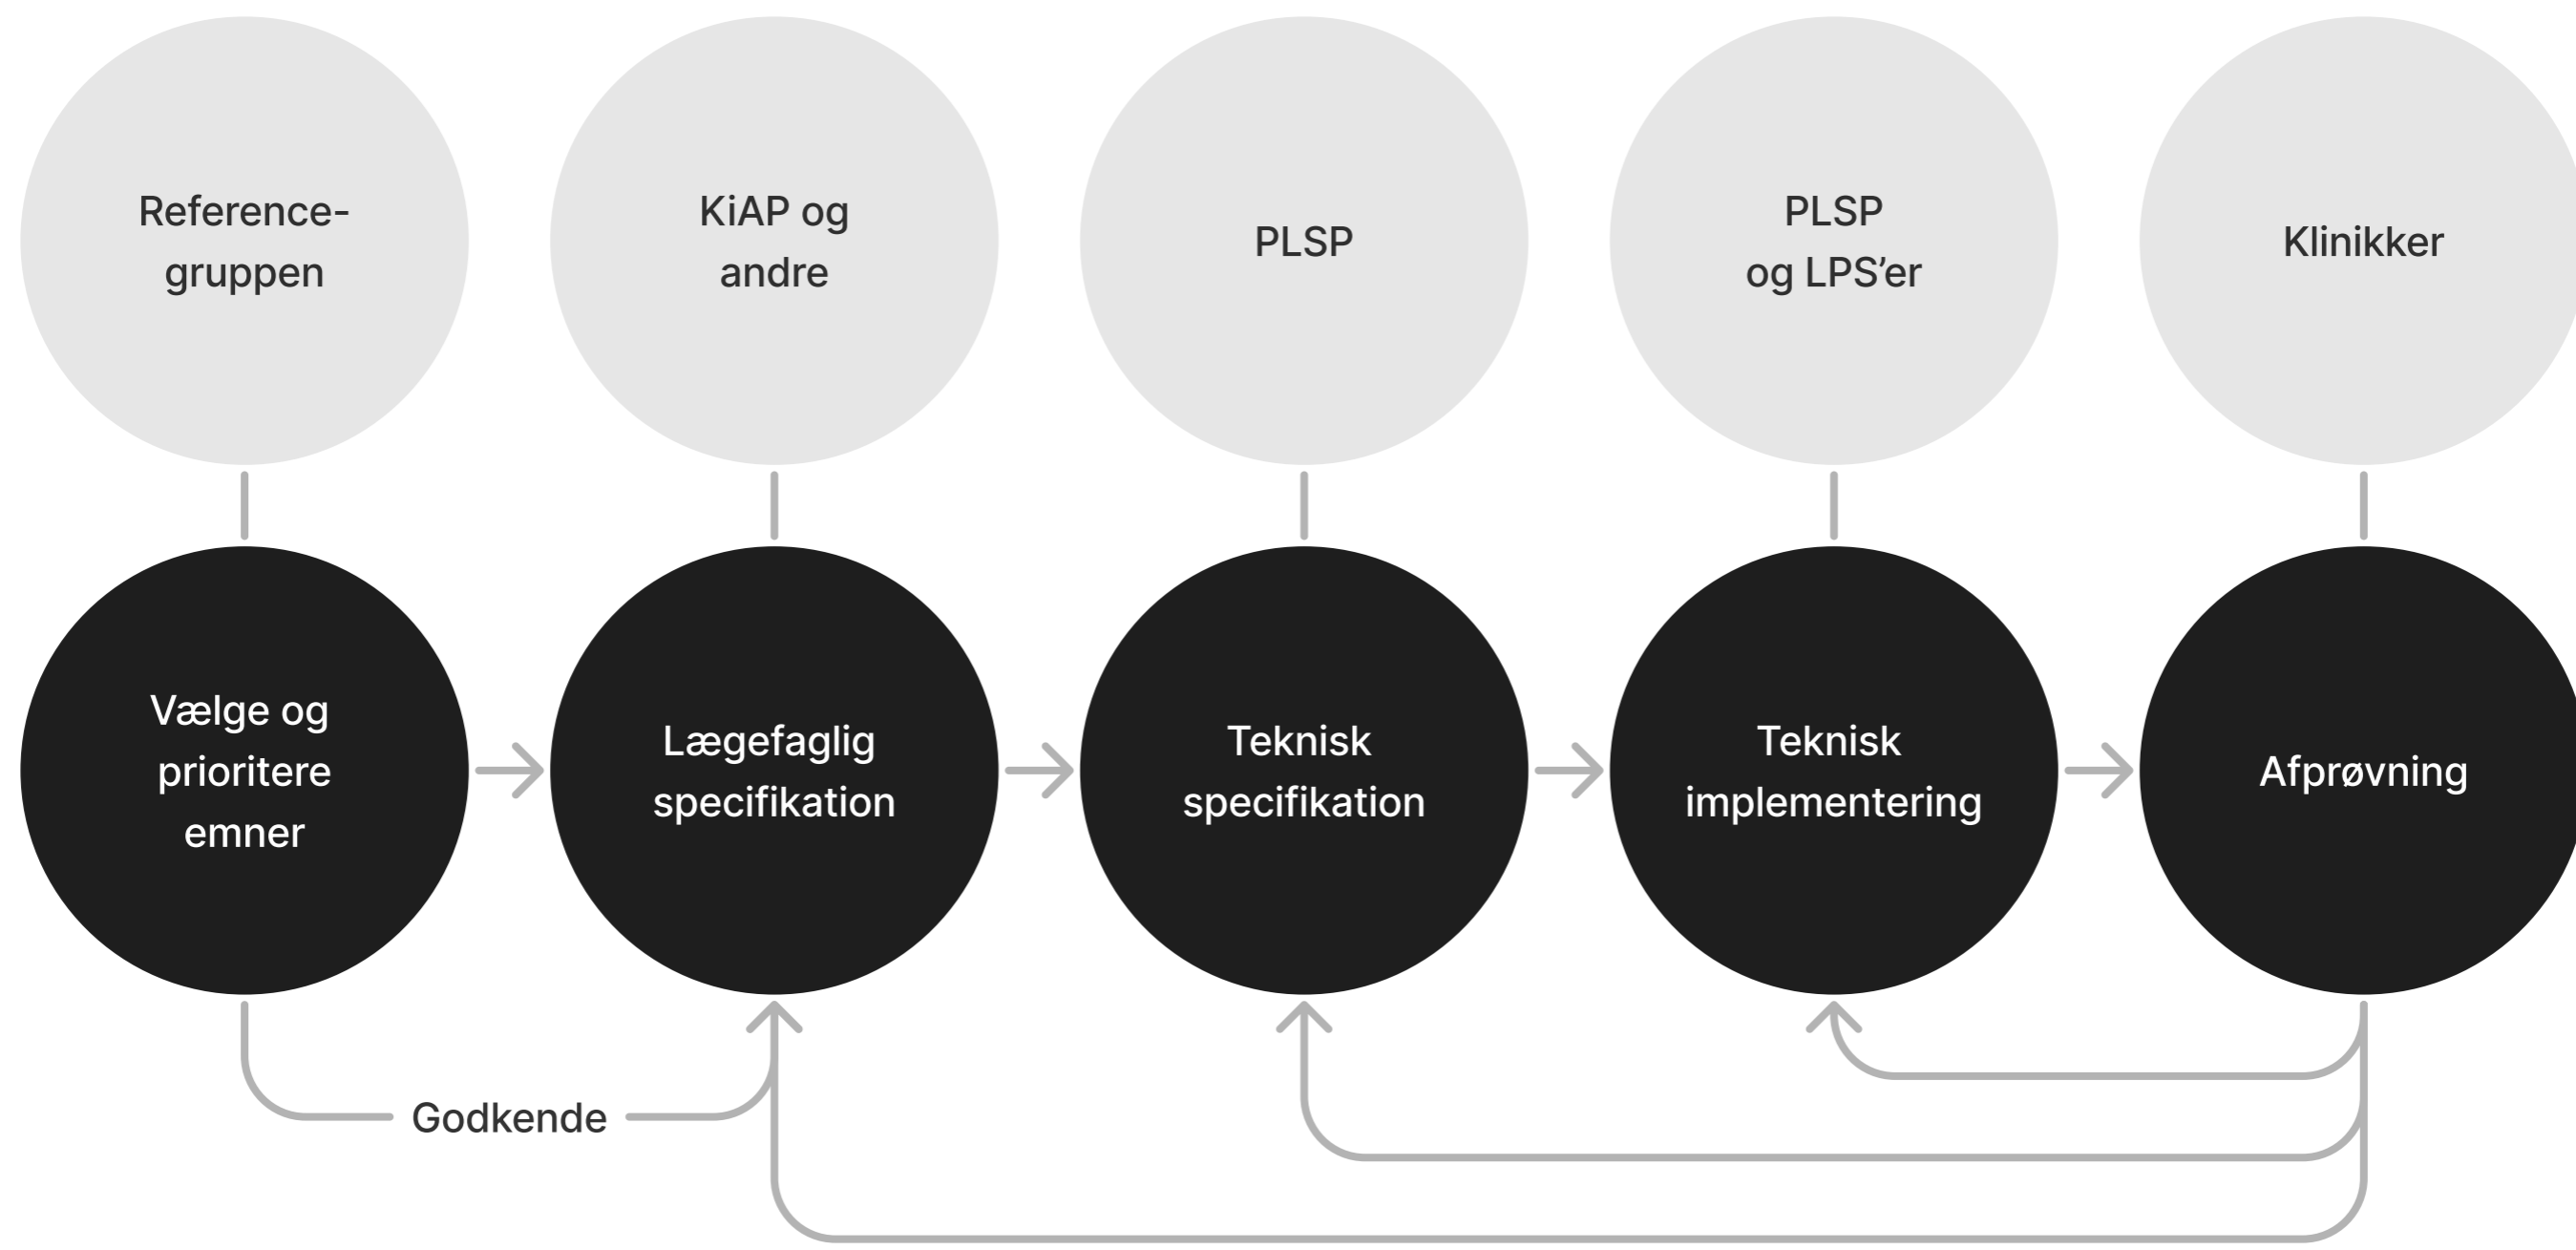 Reference-
gruppen
KiAP og
andre
PLSP
PLSP
og LPS’er
Klinikker
Vælge og
prioritere
emner
Lægefaglig
specifikation
Teknisk
specifikation
Teknisk
implementering
Afprøvning
Godkende